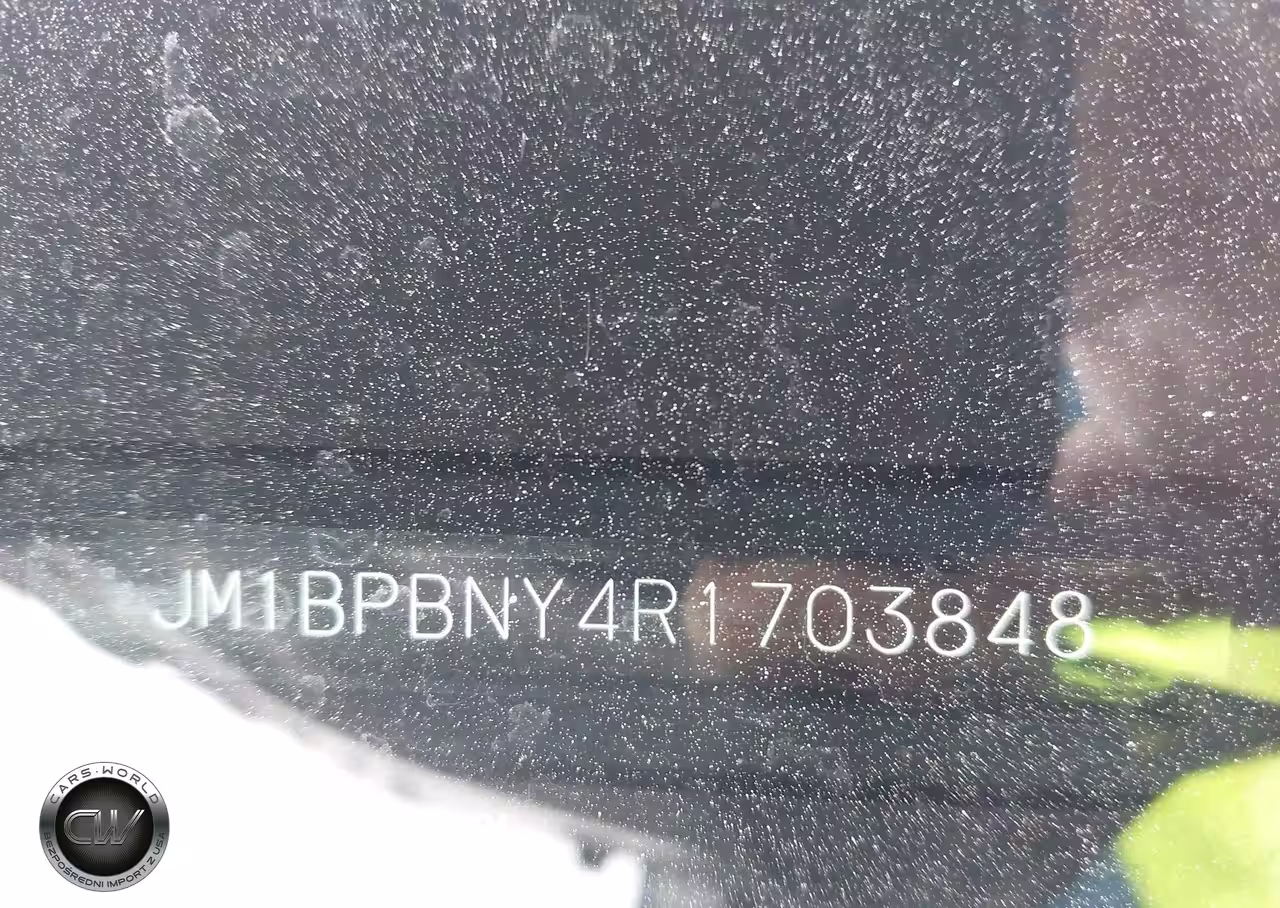 JM1BPBNY4R1703848
CARS·WORLD
CW
BEZPOŚREDNI IMPORT Z USA